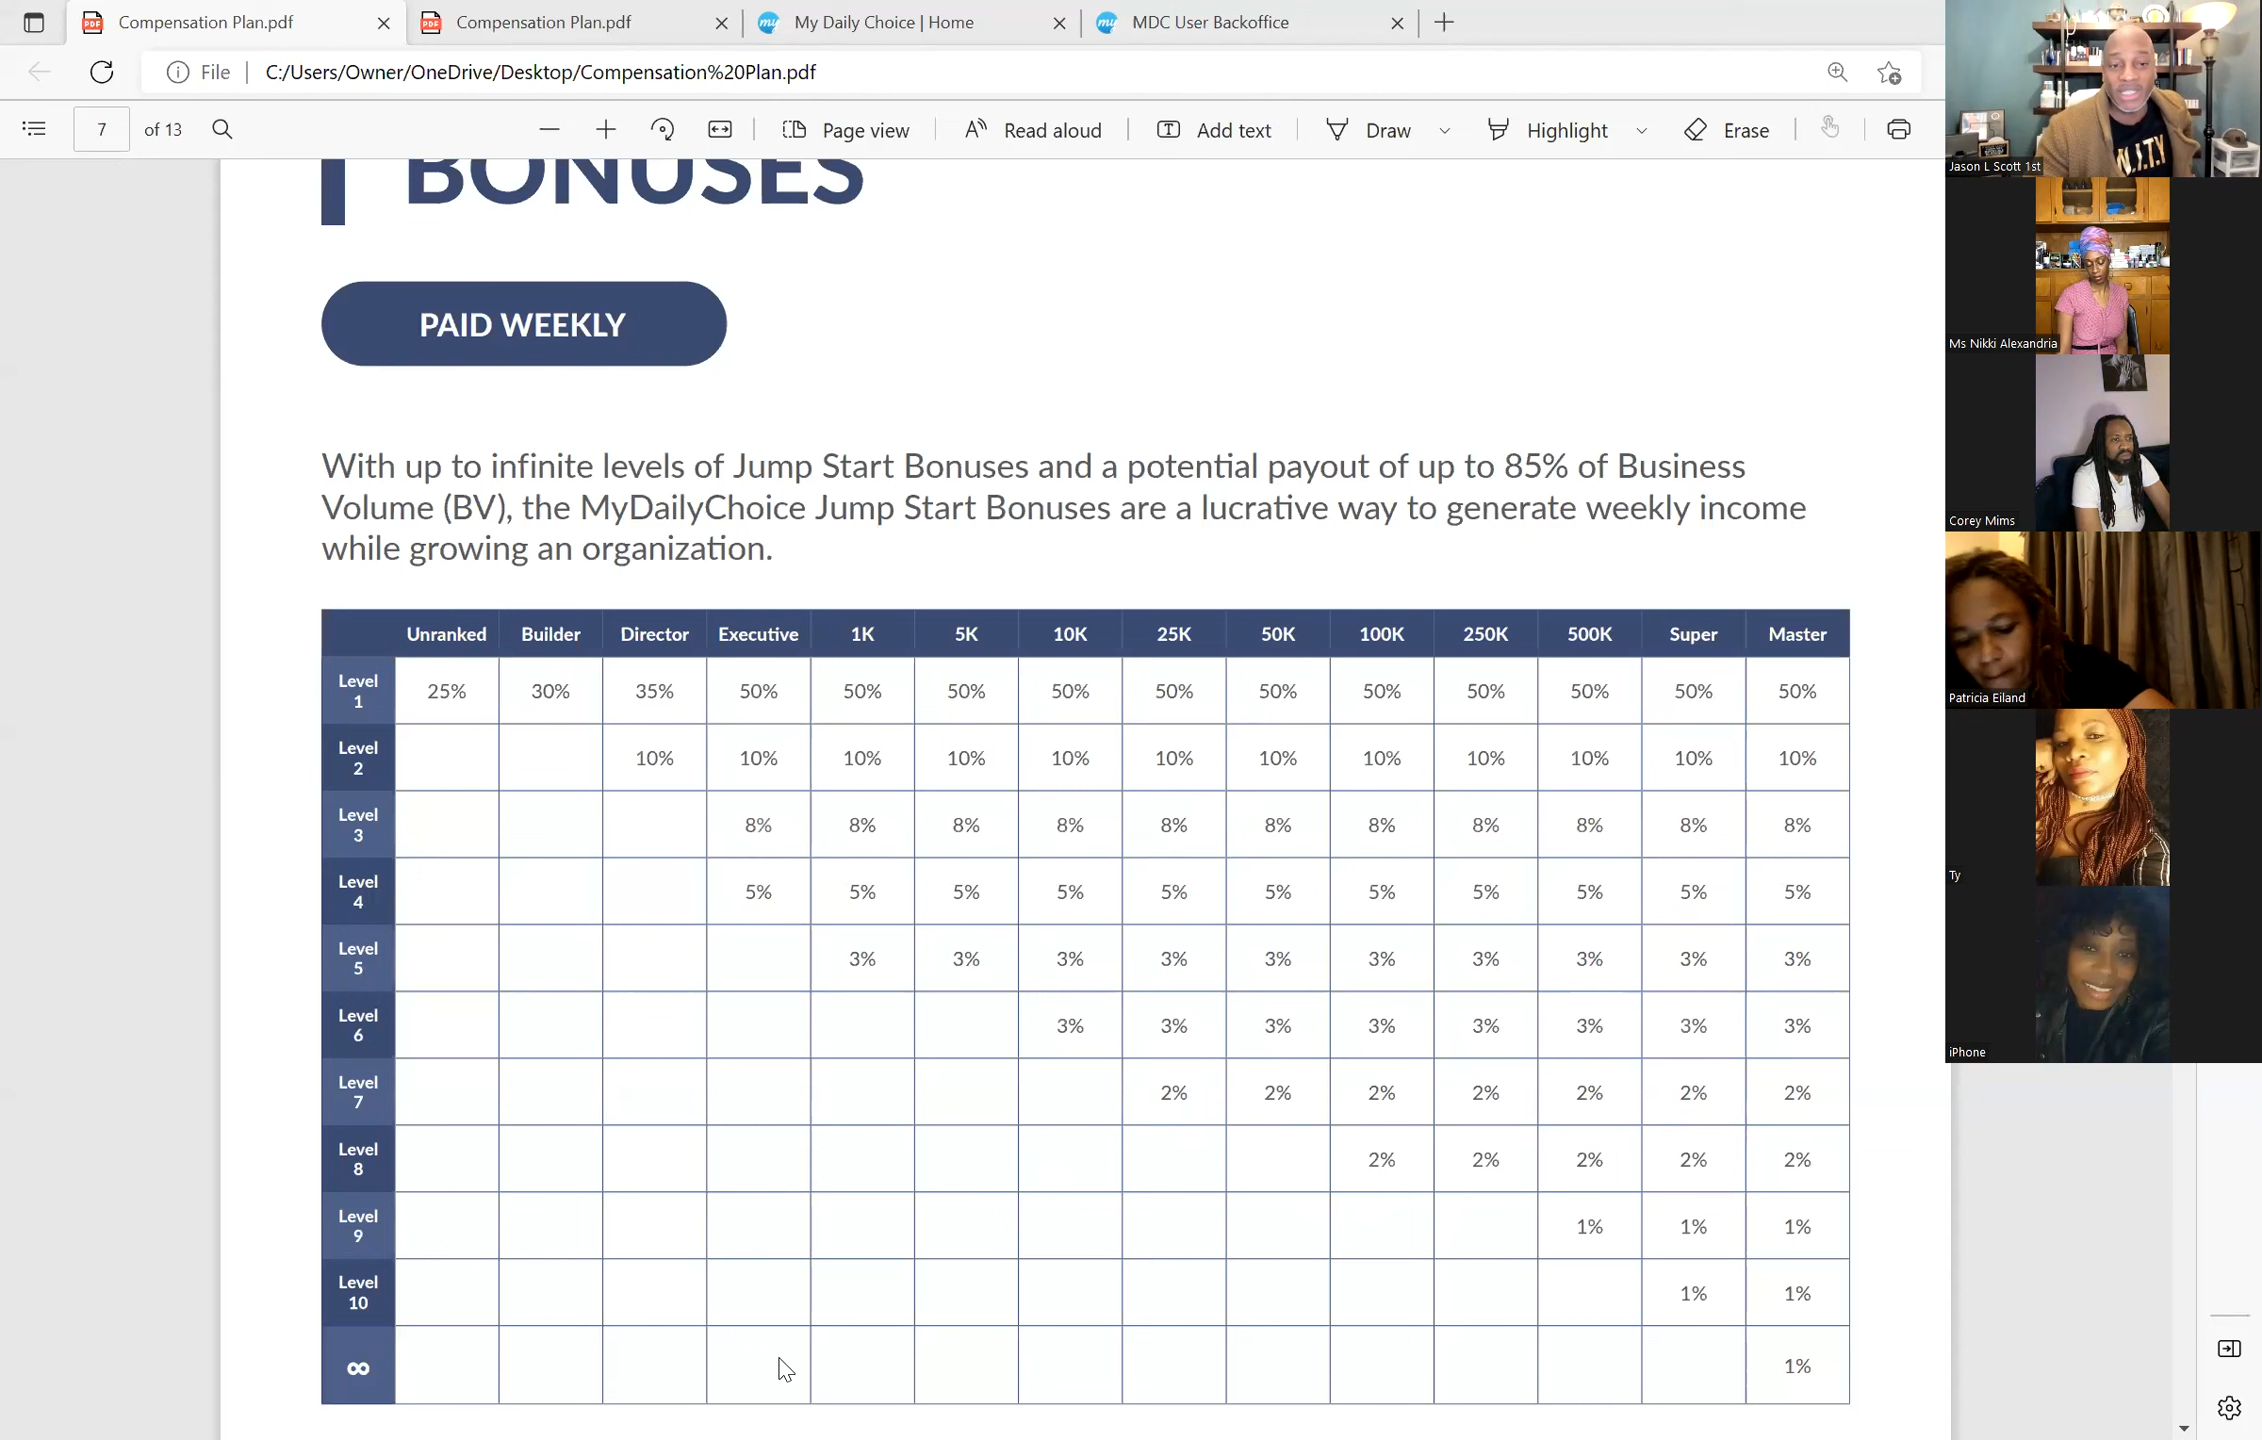 Compensation Plan.pdf
Compensation Plan.pdf
My Daily Choice | Home
MDC User Backoffice
File
C:/Users/Owner/OneDrive/Desktop/Compensation%20Plan.pdf
7 of 13
Page view
Read aloud
Add text
Draw
Highlight
Erase
BONUSES
PAID WEEKLY
With up to infinite levels of Jump Start Bonuses and a potential payout of up to 85% of Business
Volume (BV), the MyDailyChoice Jump Start Bonuses are a lucrative way to generate weekly income
while growing an organization.
Unranked Builder Director Executive 1K 5K 10K 25K 50K 100K 250K 500K Super Master
Level 1 25% 30% 35% 50% 50% 50% 50% 50% 50% 50% 50% 50% 50% 50%
Level 2 10% 10% 10% 10% 10% 10% 10% 10% 10% 10% 10% 10%
Level 3 8% 8% 8% 8% 8% 8% 8% 8% 8% 8% 8%
Level 4 5% 5% 5% 5% 5% 5% 5% 5% 5% 5% 5%
Level 5 3% 3% 3% 3% 3% 3% 3% 3% 3% 3%
Level 6 3% 3% 3% 3% 3% 3% 3% 3%
Level 7 2% 2% 2% 2% 2% 2% 2%
Level 8 2% 2% 2% 2% 2%
Level 9 1% 1% 1%
Level 10 1% 1%
∞ 1%
W.I.T.Y
Jason L Scott 1st
Ms Nikki Alexandria
Corey Mims
Patricia Eiland
Ty
iPhone